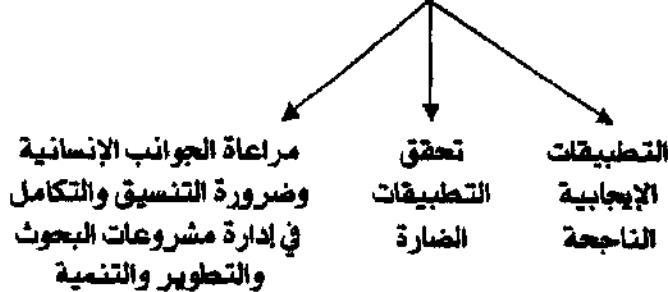 التطبيقات
الإيجابية
الناجحة
تحقق
التطبيقات
الضارة
مراعاة الجوانب الإنسانية
وضرورة التنسيق والتكامل
في إدارة مشروعات البحوث
والتطوير والتنمية